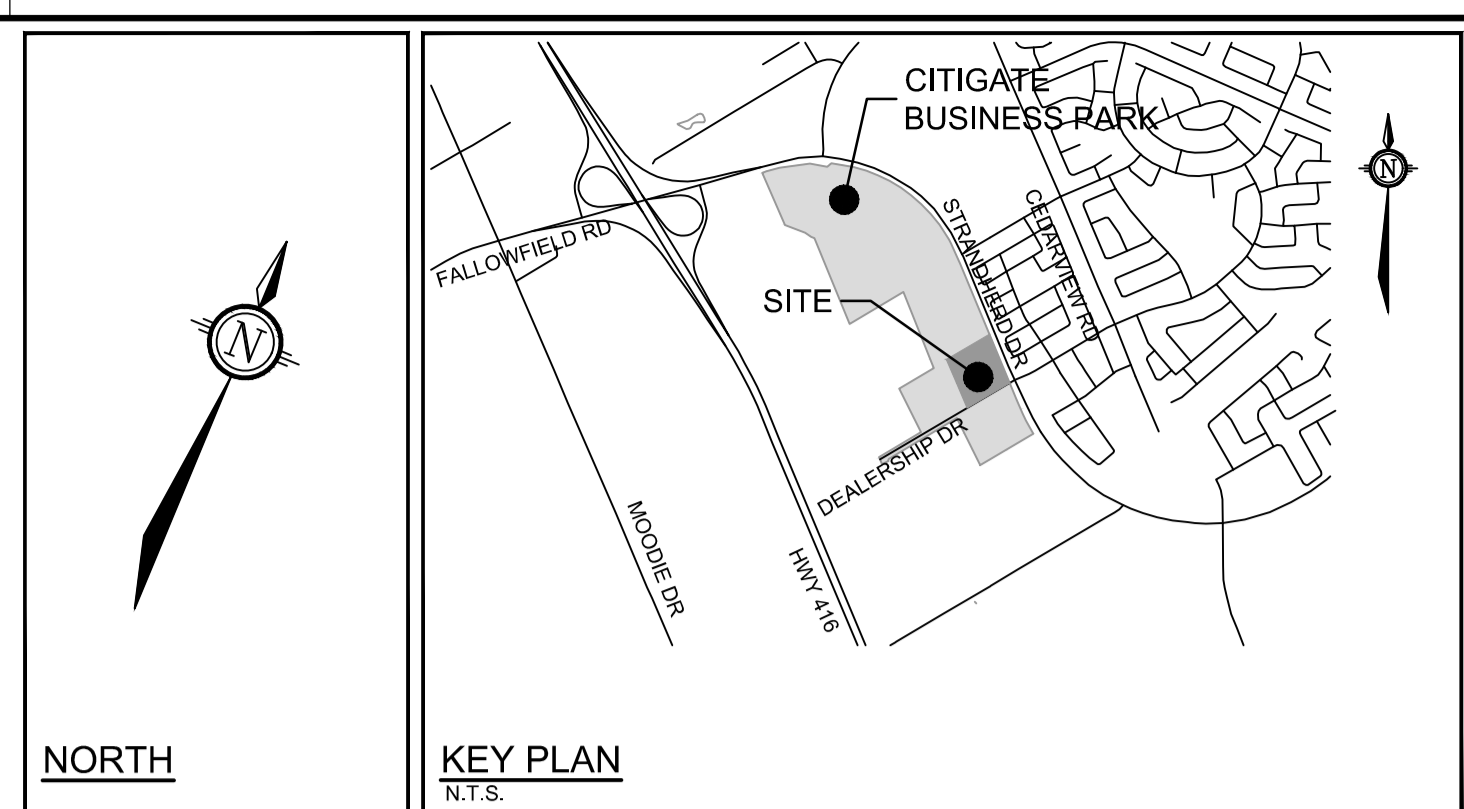 N
NORTH
CITIGATE
BUSINESS PARK
N
STRANDHERD DR
CEDARVIEW RD
FALLOWFIELD RD
SITE
DEALERSHIP DR
MOODIE DR
HWY 416
KEY PLAN
N.T.S.